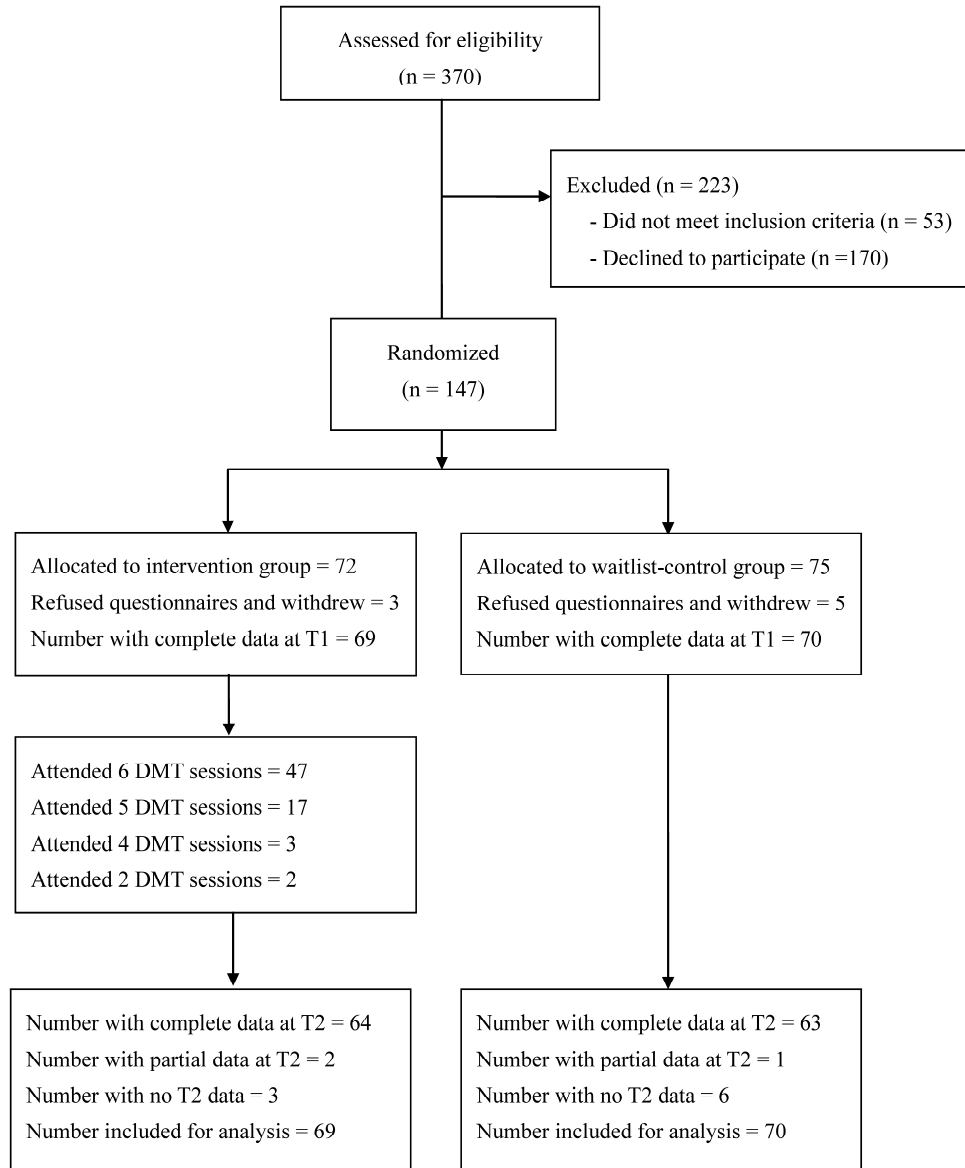 Assessed for eligibility
(n = 370)
Excluded (n = 223)
- Did not meet inclusion criteria (n = 53)
- Declined to participate (n =170)
Randomized
(n = 147)
Allocated to intervention group = 72
Refused questionnaires and withdrew = 3
Number with complete data at T1 = 69
Allocated to waitlist-control group = 75
Refused questionnaires and withdrew = 5
Number with complete data at T1 = 70
Attended 6 DMT sessions = 47
Attended 5 DMT sessions = 17
Attended 4 DMT sessions = 3
Attended 2 DMT sessions = 2
Number with complete data at T2 = 64
Number with partial data at T2 = 2
Number with no T2 data = 3
Number included for analysis = 69
Number with complete data at T2 = 63
Number with partial data at T2 = 1
Number with no T2 data = 6
Number included for analysis = 70